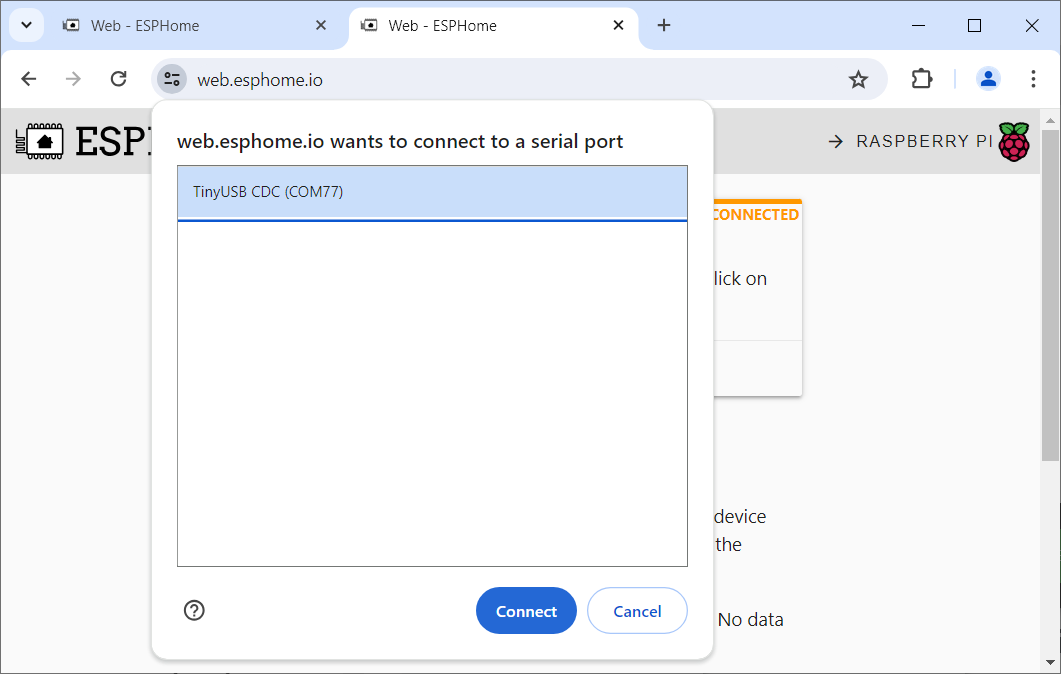 Web - ESPHome
Web - ESPHome
web.esphome.io
ESP
RASPBERRY PI
web.esphome.io wants to connect to a serial port
TinyUSB CDC (COM77)
CONNECTED
lick on
device
the
No data
Connect
Cancel